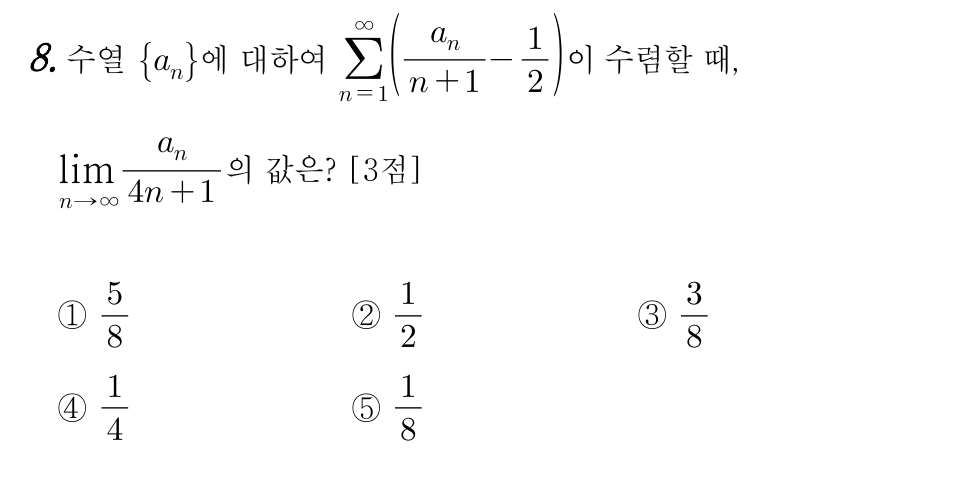 8. 수열 {aₙ}에 대하여 ∑_{n=1}^{∞} (aₙ/(n+1) − 1/2)이 수렴할 때,
lim_{n→∞} aₙ/(4n+1) 의 값은? [3점]
① 5/8 ② 1/2 ③ 3/8
④ 1/4 ⑤ 1/8